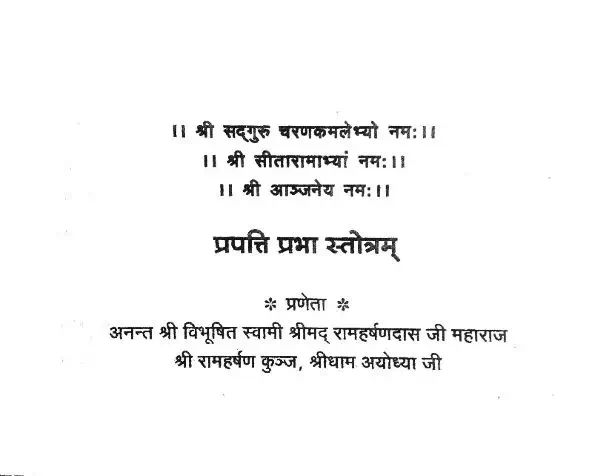 ।। श्री सद्‌गुरु चरणकमलेभ्यो नमः।।
।। श्री सीतारामाभ्यां नमः।।
।। श्री आञ्जनेय नमः।।
प्रपत्ति प्रभा स्तोत्रम्
* प्रणेता *
अनन्त श्री विभूषित स्वामी श्रीमद् रामहर्षणदास जी महाराज
श्री रामहर्षण कुञ्ज, श्रीधाम अयोध्या जी